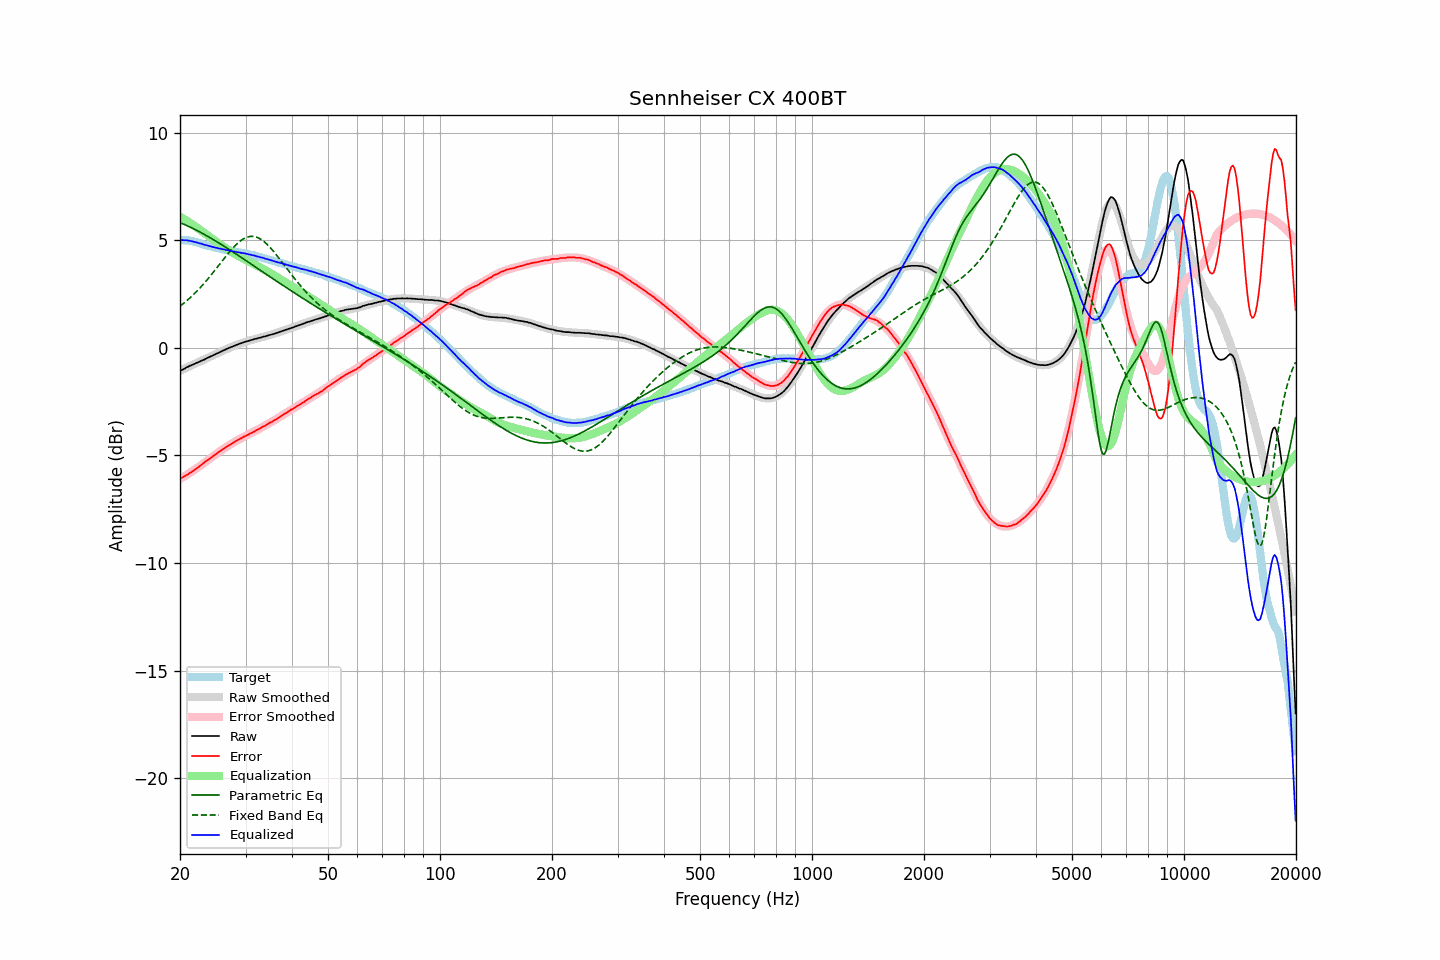 Sennheiser CX 400BT
Amplitude (dBr)
10
5
0
−5
−10
−15
−20
Target
Raw Smoothed
Error Smoothed
Raw
Error
Equalization
Parametric Eq
Fixed Band Eq
Equalized
20 50 100 200 500 1000 2000 5000 10000 20000
Frequency (Hz)